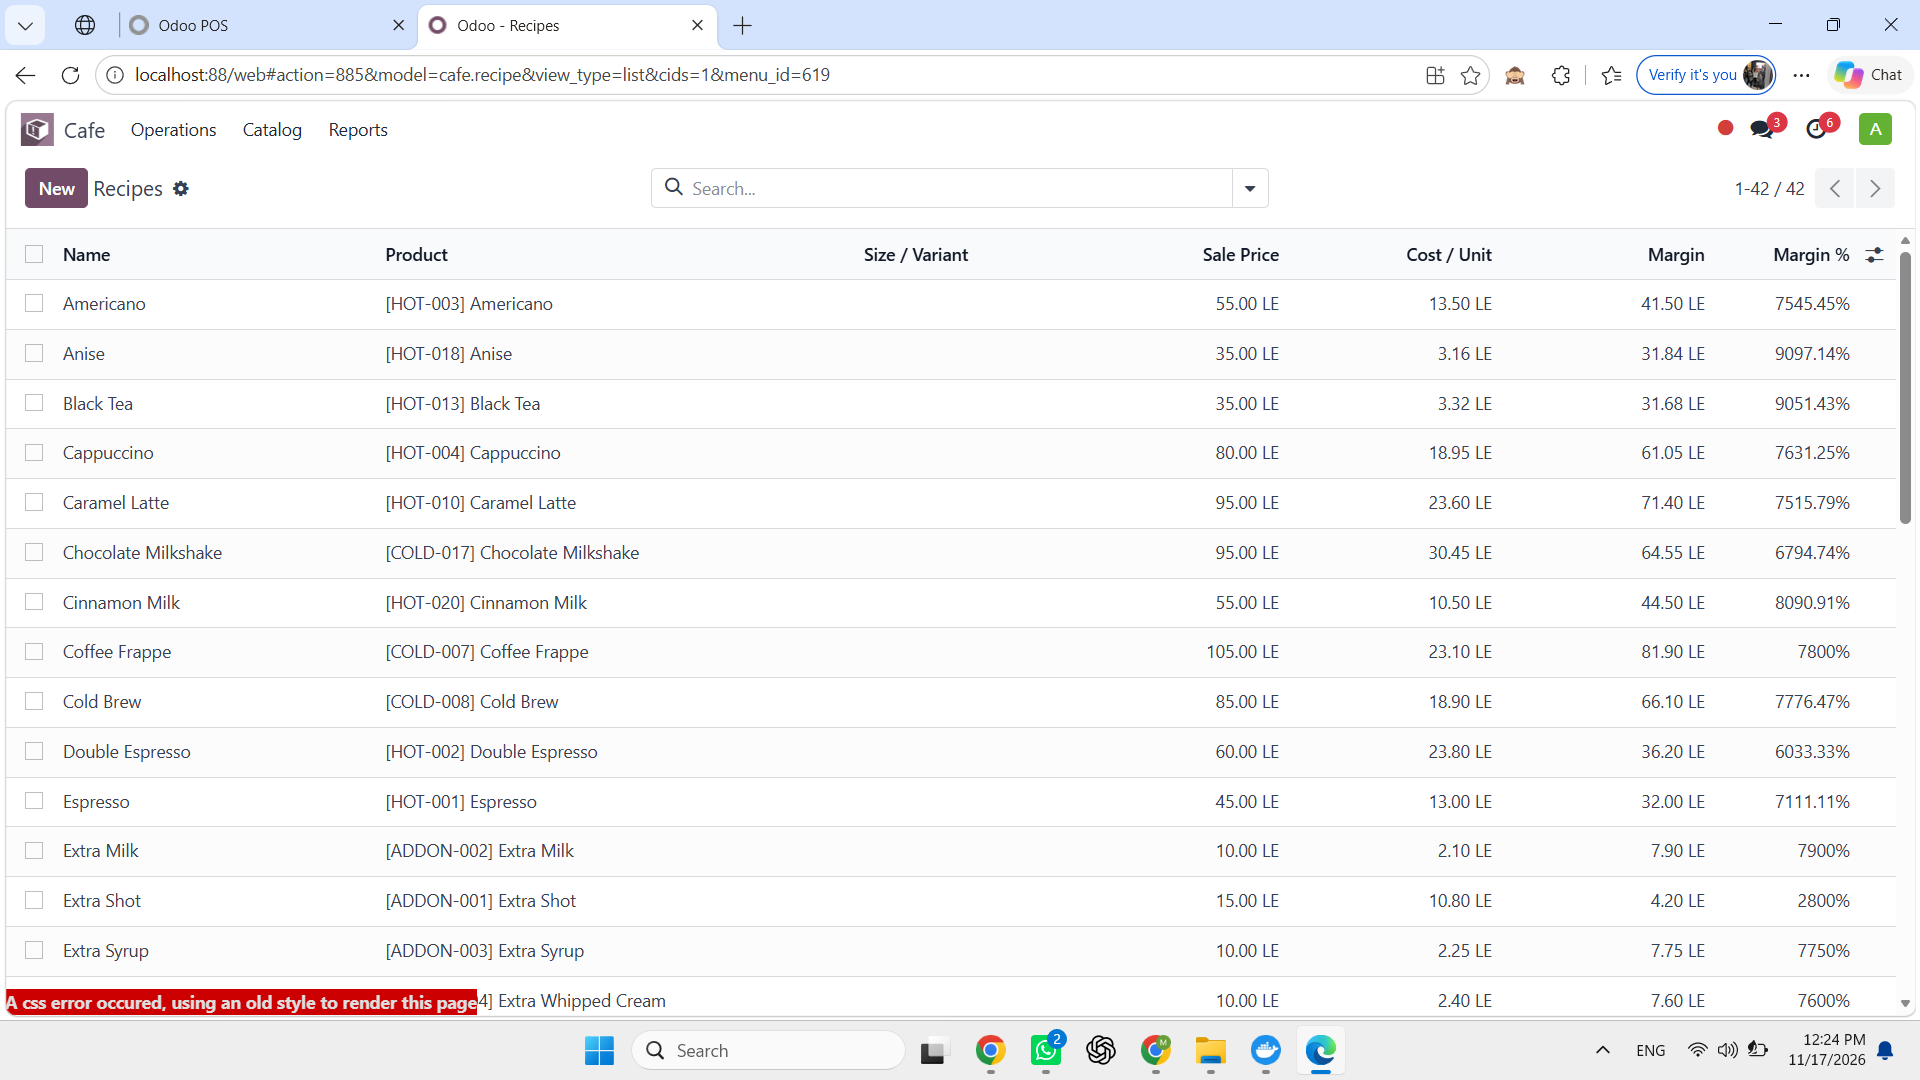 Odoo POS
Odoo - Recipes
localhost:88/web#action=885&model=cafe.recipe&view_type=list&cids=1&menu_id=619
Verify it's you
Chat
Cafe Operations Catalog Reports
3
6
A
New Recipes
Search...
1-42 / 42
Name Product Size / Variant Sale Price Cost / Unit Margin Margin %
Americano [HOT-003] Americano 55.00 LE 13.50 LE 41.50 LE 7545.45%
Anise [HOT-018] Anise 35.00 LE 3.16 LE 31.84 LE 9097.14%
Black Tea [HOT-013] Black Tea 35.00 LE 3.32 LE 31.68 LE 9051.43%
Cappuccino [HOT-004] Cappuccino 80.00 LE 18.95 LE 61.05 LE 7631.25%
Caramel Latte [HOT-010] Caramel Latte 95.00 LE 23.60 LE 71.40 LE 7515.79%
Chocolate Milkshake [COLD-017] Chocolate Milkshake 95.00 LE 30.45 LE 64.55 LE 6794.74%
Cinnamon Milk [HOT-020] Cinnamon Milk 55.00 LE 10.50 LE 44.50 LE 8090.91%
Coffee Frappe [COLD-007] Coffee Frappe 105.00 LE 23.10 LE 81.90 LE 7800%
Cold Brew [COLD-008] Cold Brew 85.00 LE 18.90 LE 66.10 LE 7776.47%
Double Espresso [HOT-002] Double Espresso 60.00 LE 23.80 LE 36.20 LE 6033.33%
Espresso [HOT-001] Espresso 45.00 LE 13.00 LE 32.00 LE 7111.11%
Extra Milk [ADDON-002] Extra Milk 10.00 LE 2.10 LE 7.90 LE 7900%
Extra Shot [ADDON-001] Extra Shot 15.00 LE 10.80 LE 4.20 LE 2800%
Extra Syrup [ADDON-003] Extra Syrup 10.00 LE 2.25 LE 7.75 LE 7750%
A css error occured, using an old style to render this page 4] Extra Whipped Cream 10.00 LE 2.40 LE 7.60 LE 7600%
Search
2
M
ENG
12:24 PM
11/17/2026